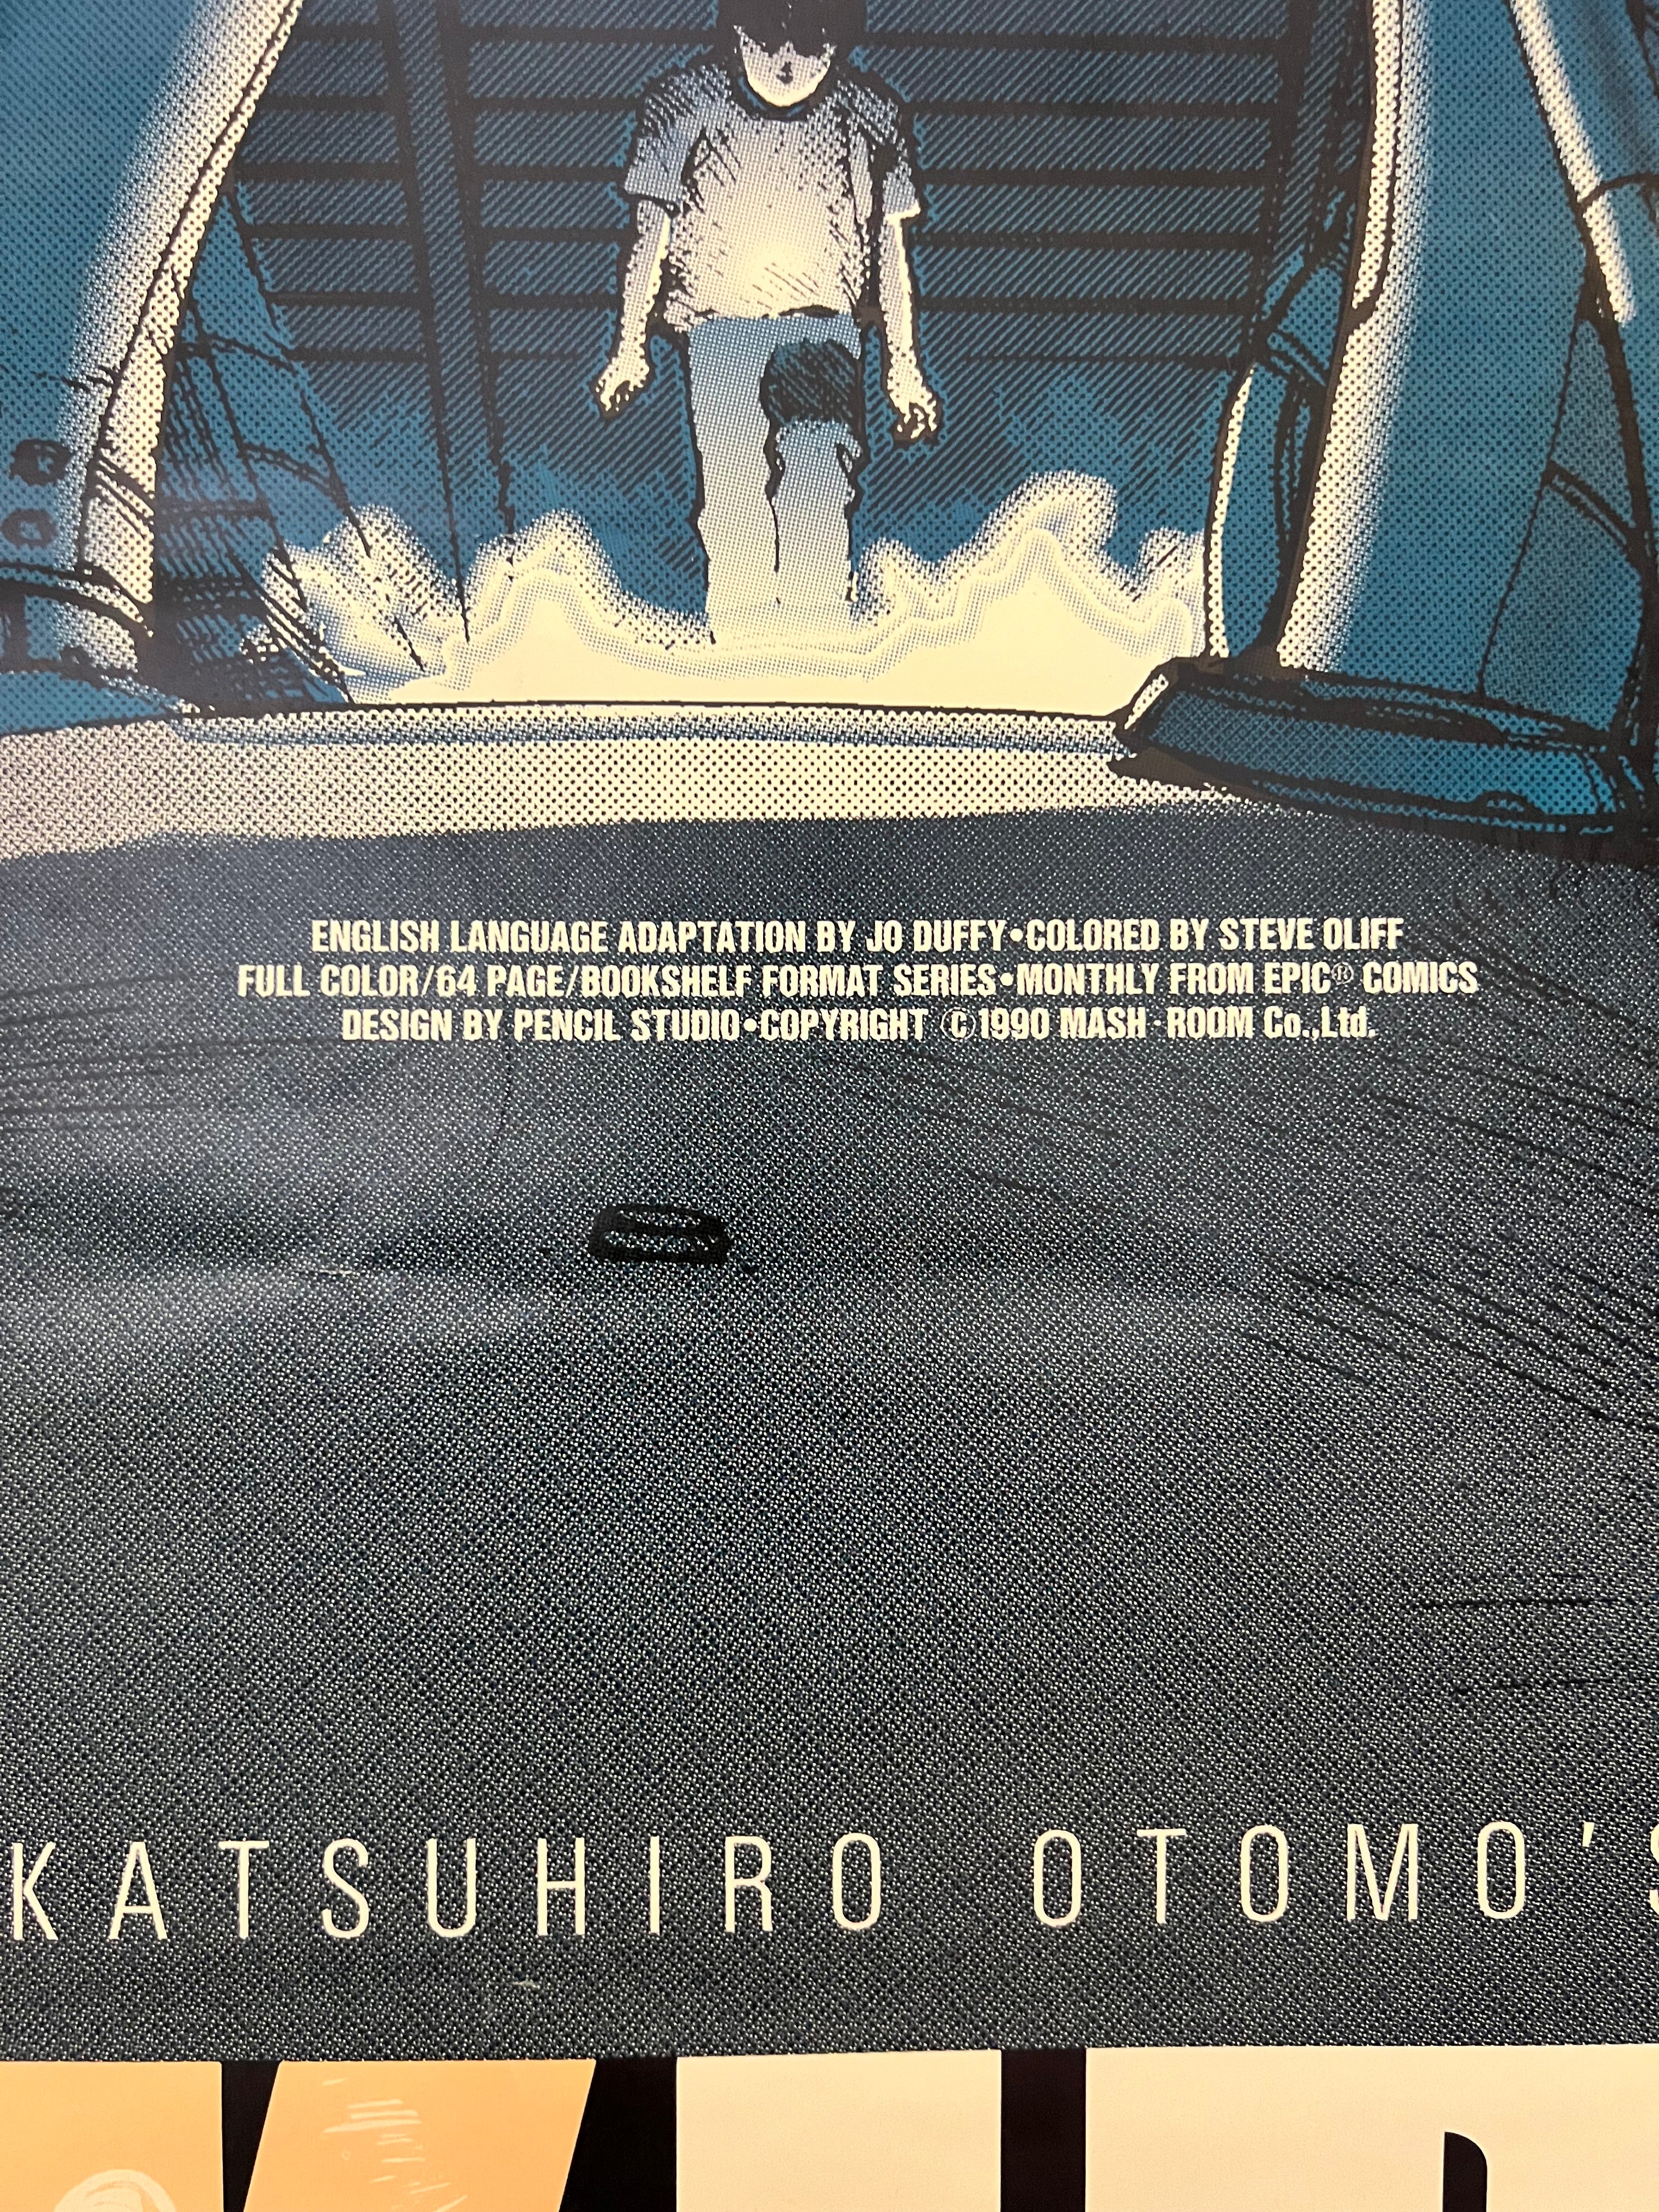 ENGLISH LANGUAGE ADAPTATION BY JO DUFFY•COLORED BY STEVE OLIFF
FULL COLOR/64 PAGE/BOOKSHELF FORMAT SERIES•MONTHLY FROM EPIC® COMICS
DESIGN BY PENCIL STUDIO•COPYRIGHT ©1990 MASH·ROOM Co.,Ltd.
KATSUHIRO OTOMO'S